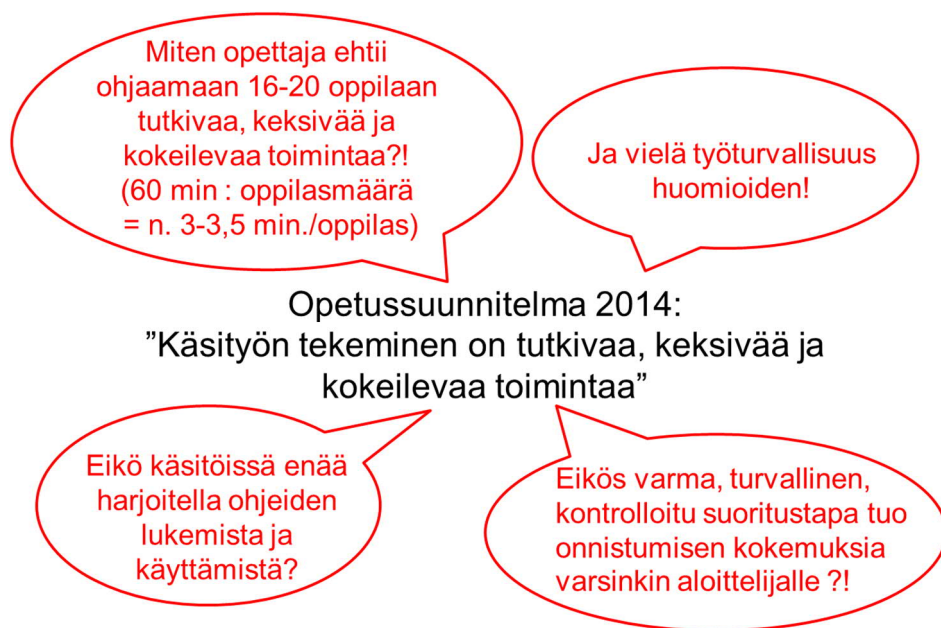 Miten opettaja ehtii
ohjaamaan 16-20 oppilaan
tutkivaa, keksivää ja
kokeilevaa toimintaa?!
(60 min : oppilasmäärä
= n. 3-3,5 min./oppilas)
Ja vielä työturvallisuus
huomioiden!
Opetussuunnitelma 2014:
”Käsityön tekeminen on tutkivaa, keksivää ja
kokeilevaa toimintaa”
Eikö käsitöissä enää
harjoitella ohjeiden
lukemista ja
käyttämistä?
Eikös varma, turvallinen,
kontrolloitu suoritustapa tuo
onnistumisen kokemuksia
varsinkin aloittelijalle ?!